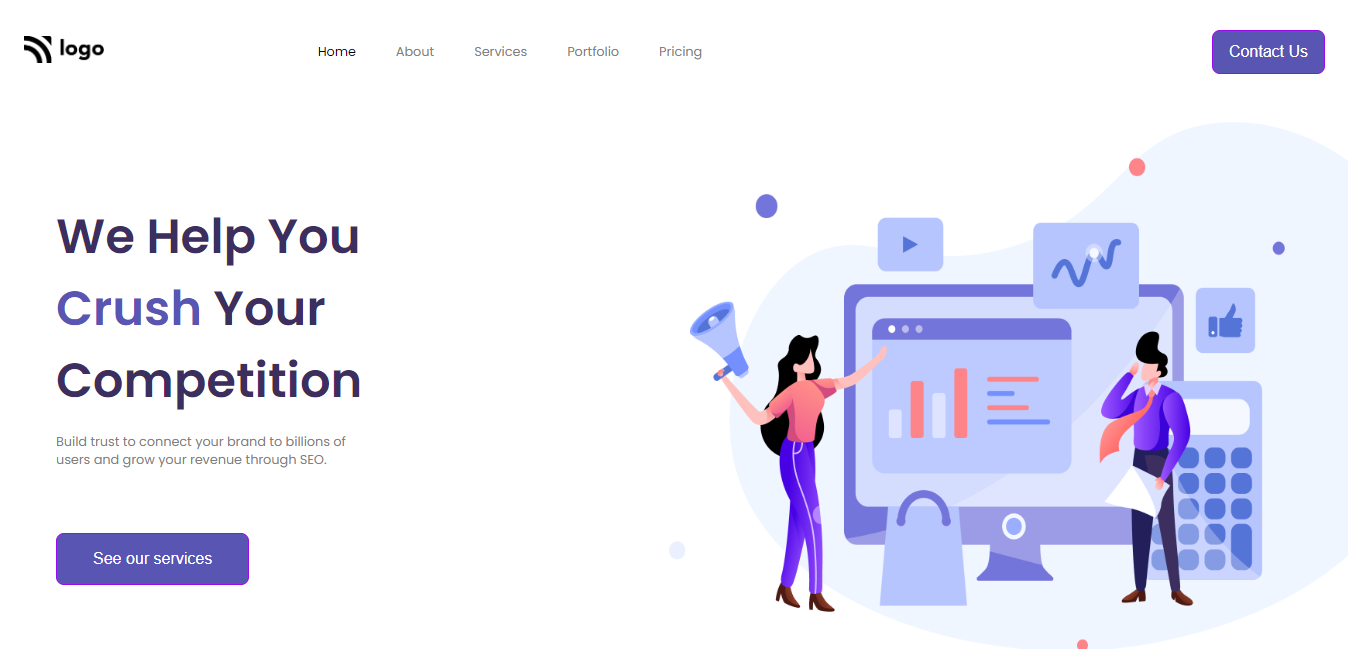 logo
Home
About
Services
Portfolio
Pricing
Contact Us
We Help You
Crush Your
Competition
Build trust to connect your brand to billions of
users and grow your revenue through SEO.
See our services